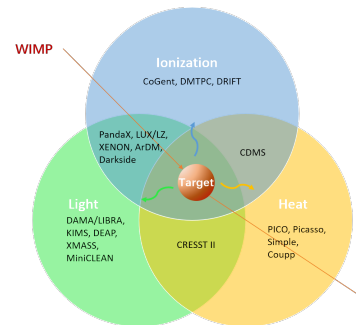 WIMP
Ionization
CoGent, DMTPC, DRIFT
PandaX, LUX/LZ,
XENON, ArDM,
Darkside
CDMS
Target
Light
DAMA/LIBRA,
KIMS, DEAP,
XMASS,
MiniCLEAN
CRESST II
Heat
PICO, Picasso,
Simple,
Coupp